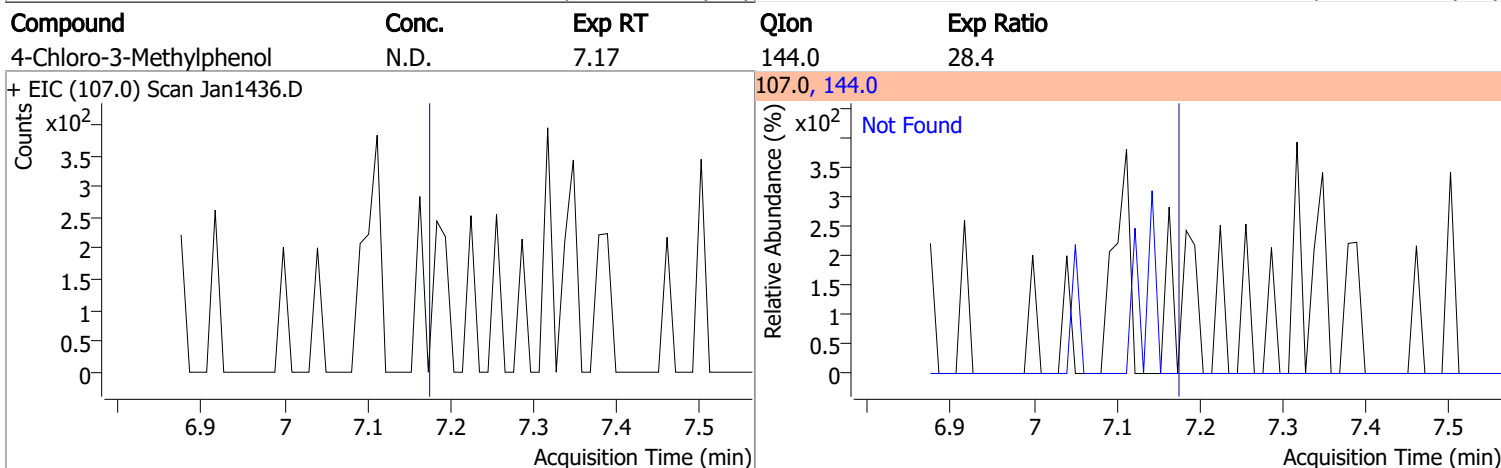 Compound Conc. Exp RT QIon Exp Ratio
4-Chloro-3-Methylphenol N.D. 7.17 144.0 28.4
+ EIC (107.0) Scan Jan1436.D
Counts
x10²
3.5
3
2.5
2
1.5
1
0.5
0
6.9 7 7.1 7.2 7.3 7.4 7.5
Acquisition Time (min)
107.0, 144.0
Relative Abundance (%)
x10²
Not Found
3.5
3
2.5
2
1.5
1
0.5
0
6.9 7 7.1 7.2 7.3 7.4 7.5
Acquisition Time (min)